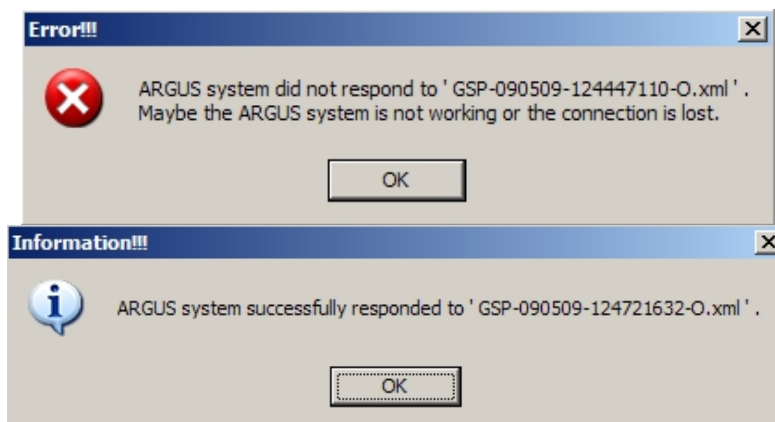 Error!!!
ARGUS system did not respond to ' GSP-090509-124447110-O.xml ' .
Maybe the ARGUS system is not working or the connection is lost.
OK
Information!!!
ARGUS system successfully responded to ' GSP-090509-124721632-O.xml ' .
OK